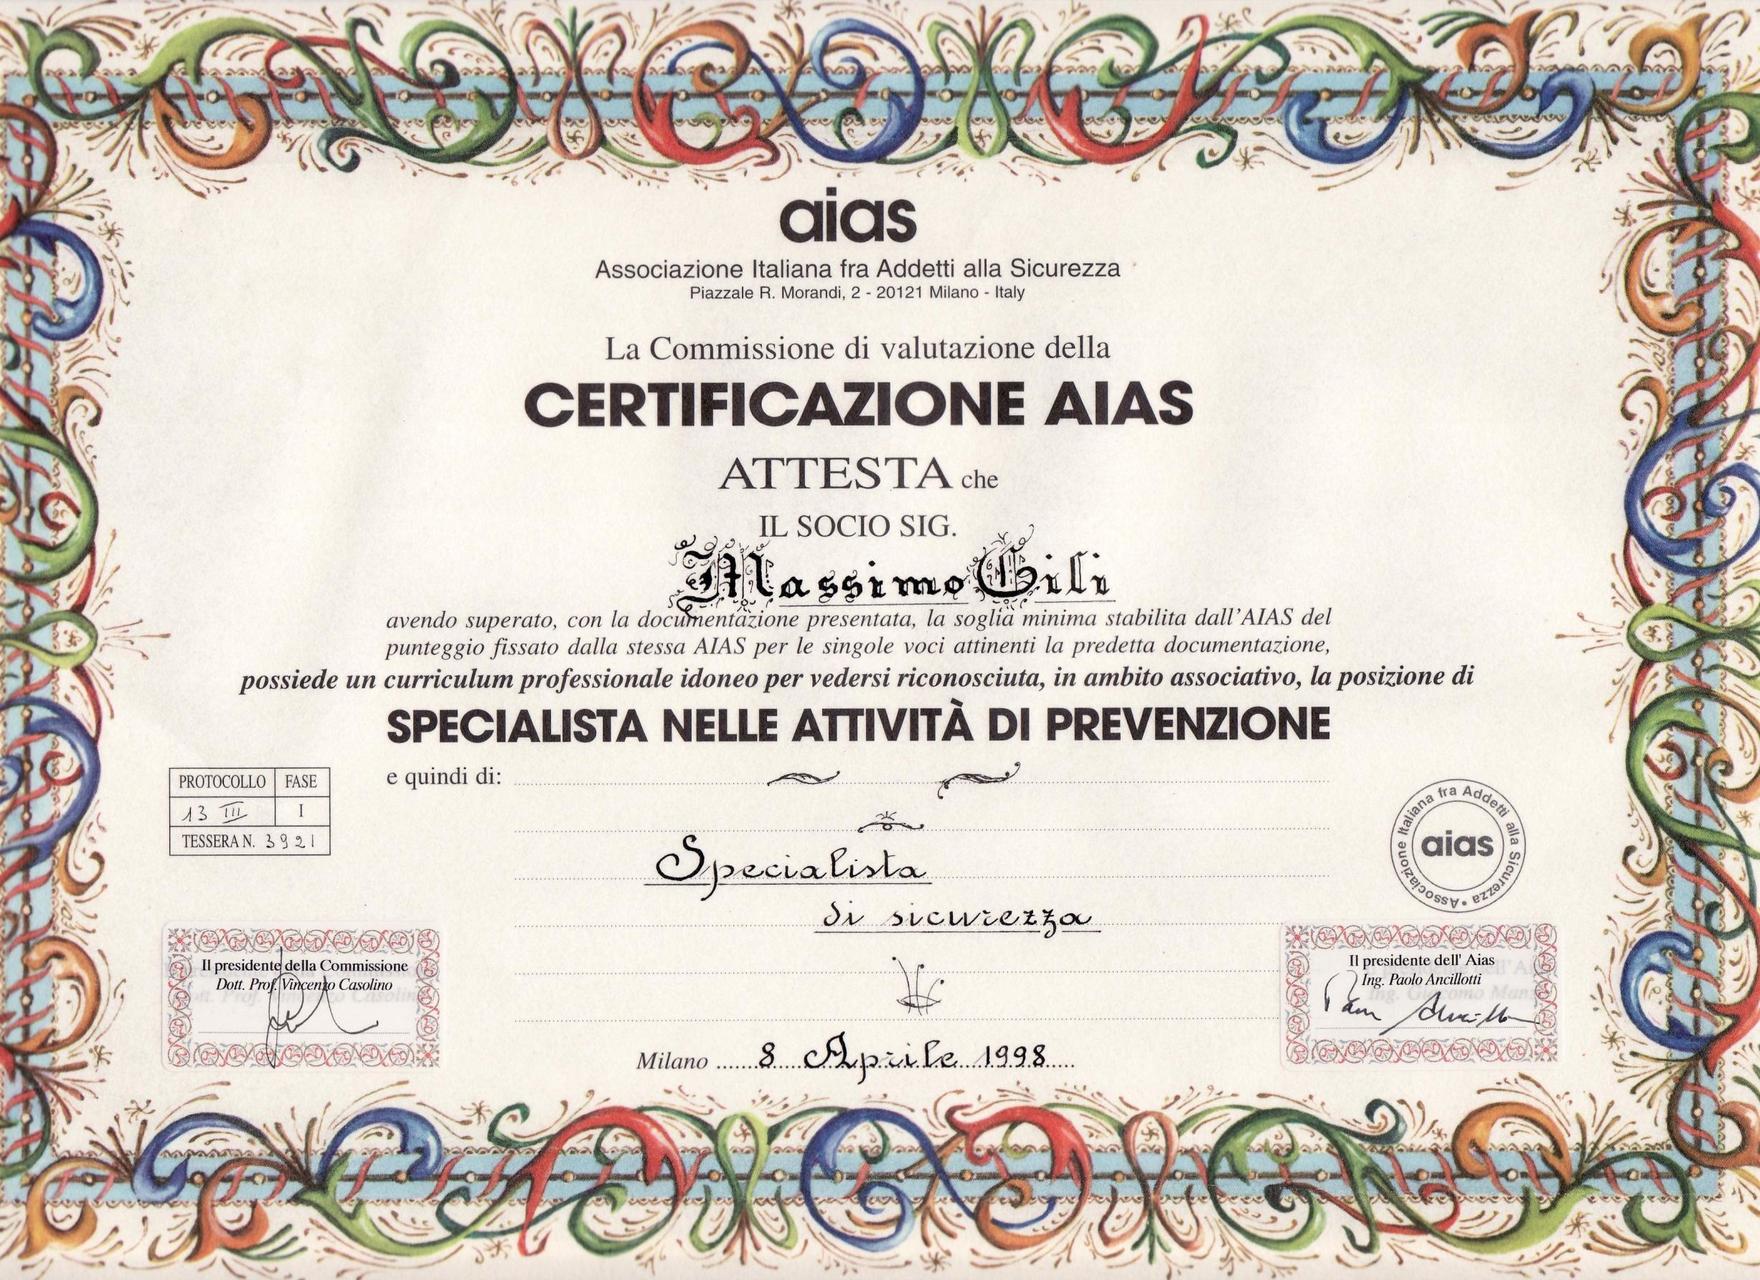 aias
Associazione Italiana fra Addetti alla Sicurezza
Piazzale R. Morandi, 2 - 20121 Milano - Italy
La Commissione di valutazione della
CERTIFICAZIONE AIAS
ATTESTA che
IL SOCIO SIG.
Massimo Gili
avendo superato, con la documentazione presentata, la soglia minima stabilita dall'AIAS del
punteggio fissato dalla stessa AIAS per le singole voci attinenti la predetta documentazione,
possiede un curriculum professionale idoneo per vedersi riconosciuta, in ambito associativo, la posizione di
SPECIALISTA NELLE ATTIVITÀ DI PREVENZIONE
e quindi di:
PROTOCOLLO FASE
13 III I
TESSERA N. 3921
Specialista
di sicurezza
Associazione Italiana fra Addetti alla Sicurezza •
aias
Il presidente della Commissione
Dott. Prof. Vincenzo Casolino
Il presidente dell' Aias
Ing. Paolo Ancillotti
Milano 8 Aprile 1998